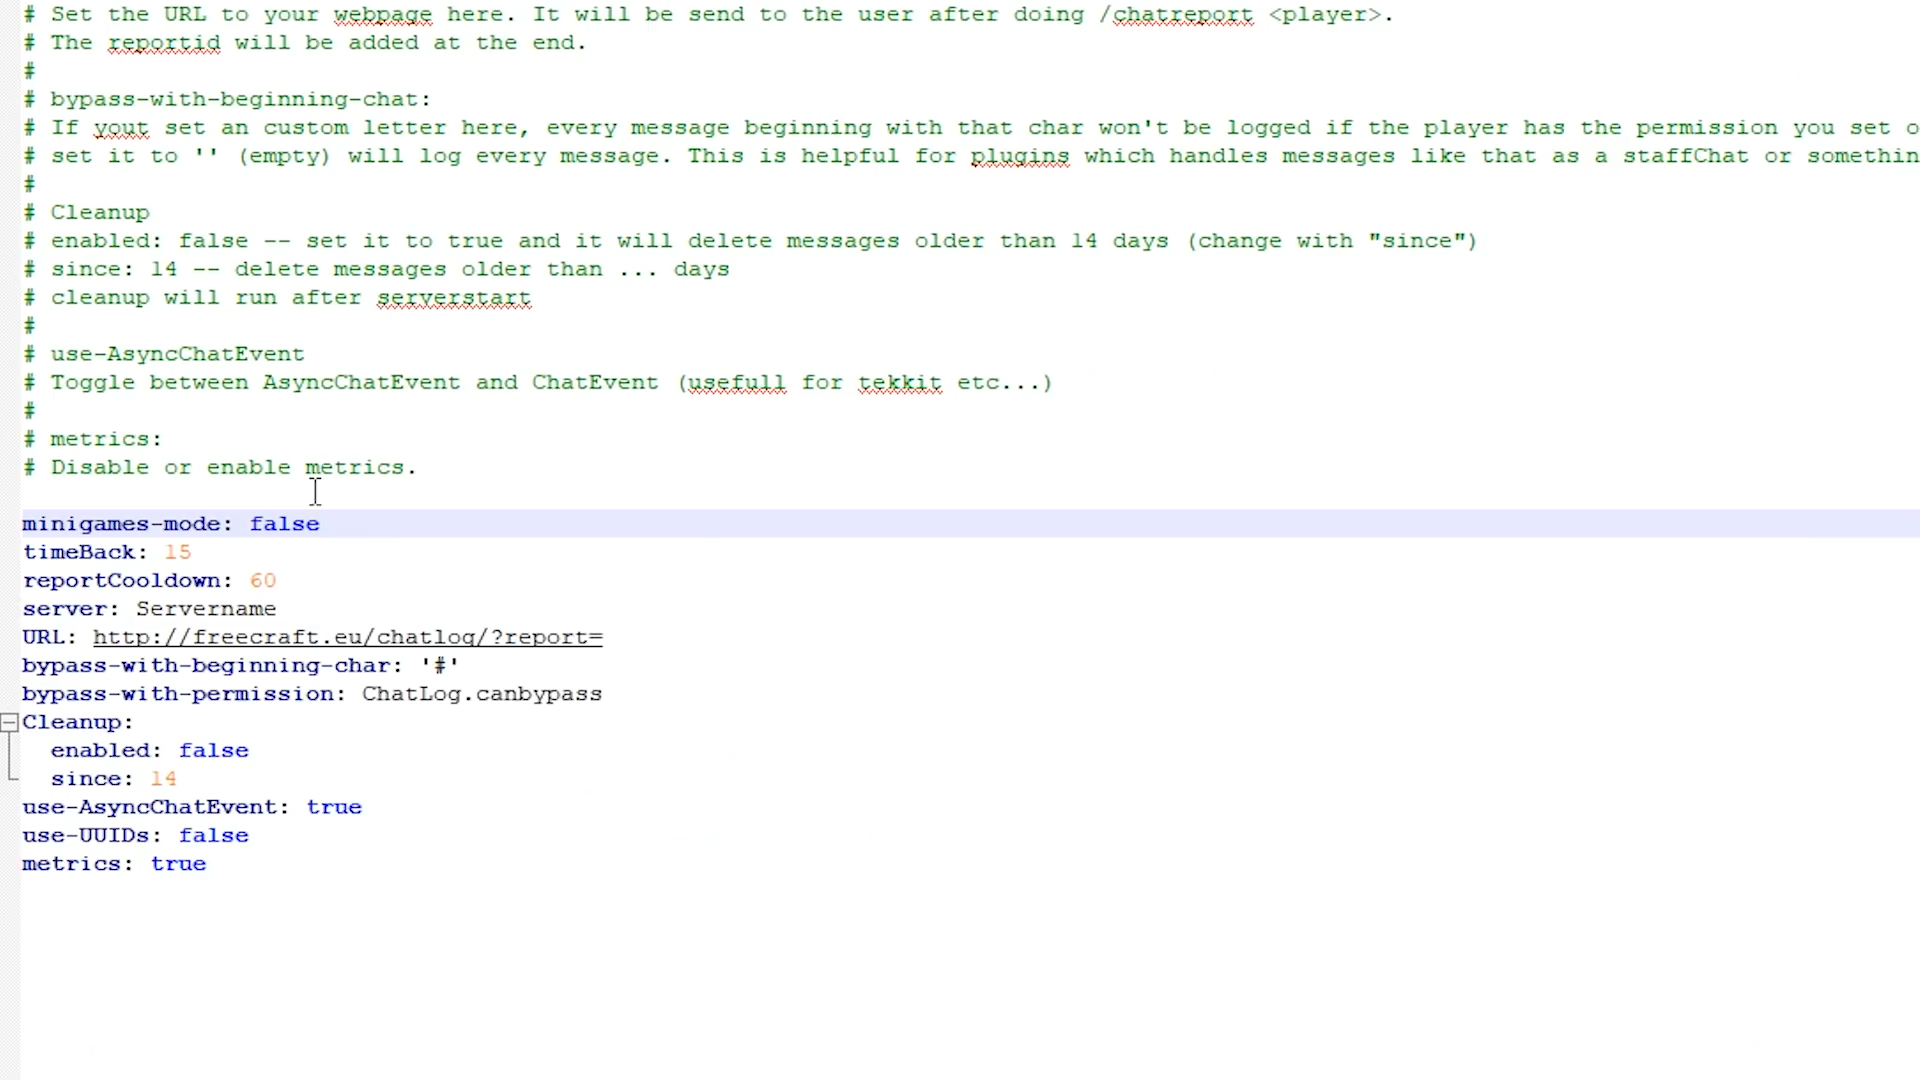 # Set the URL to your webpage here. It will be send to the user after doing /chatreport <player>.
# The reportid will be added at the end.
#
# bypass-with-beginning-chat:
# If yout set an custom letter here, every message beginning with that char won't be logged if the player has the permission you set o
# set it to '' (empty) will log every message. This is helpful for plugins which handles messages like that as a staffChat or somethin
#
# Cleanup
# enabled: false -- set it to true and it will delete messages older than 14 days (change with "since")
# since: 14 -- delete messages older than ... days
# cleanup will run after serverstart
#
# use-AsyncChatEvent
# Toggle between AsyncChatEvent and ChatEvent (usefull for tekkit etc...)
#
# metrics:
# Disable or enable metrics.
minigames-mode: false
timeBack: 15
reportCooldown: 60
server: Servername
URL: http://freecraft.eu/chatlog/?report=
bypass-with-beginning-char: '#'
bypass-with-permission: ChatLog.canbypass
Cleanup:
enabled: false
since: 14
use-AsyncChatEvent: true
use-UUIDs: false
metrics: true